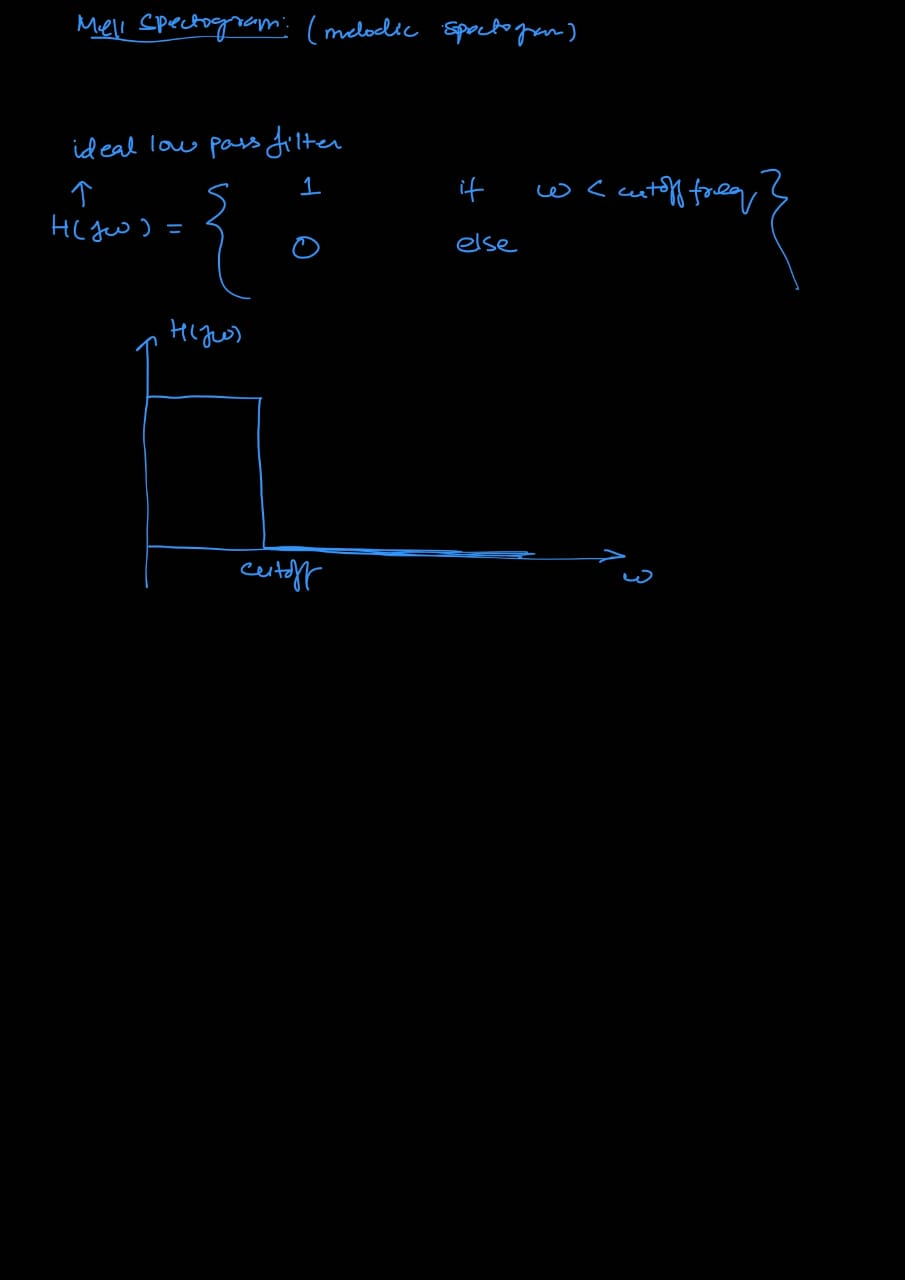 Mell Spectogram: (melodic spectogram)
ideal low pass filter
↑
H(jω) = { 1 if ω < cutoff freq }
0 else
H(jω)
cutoff
ω